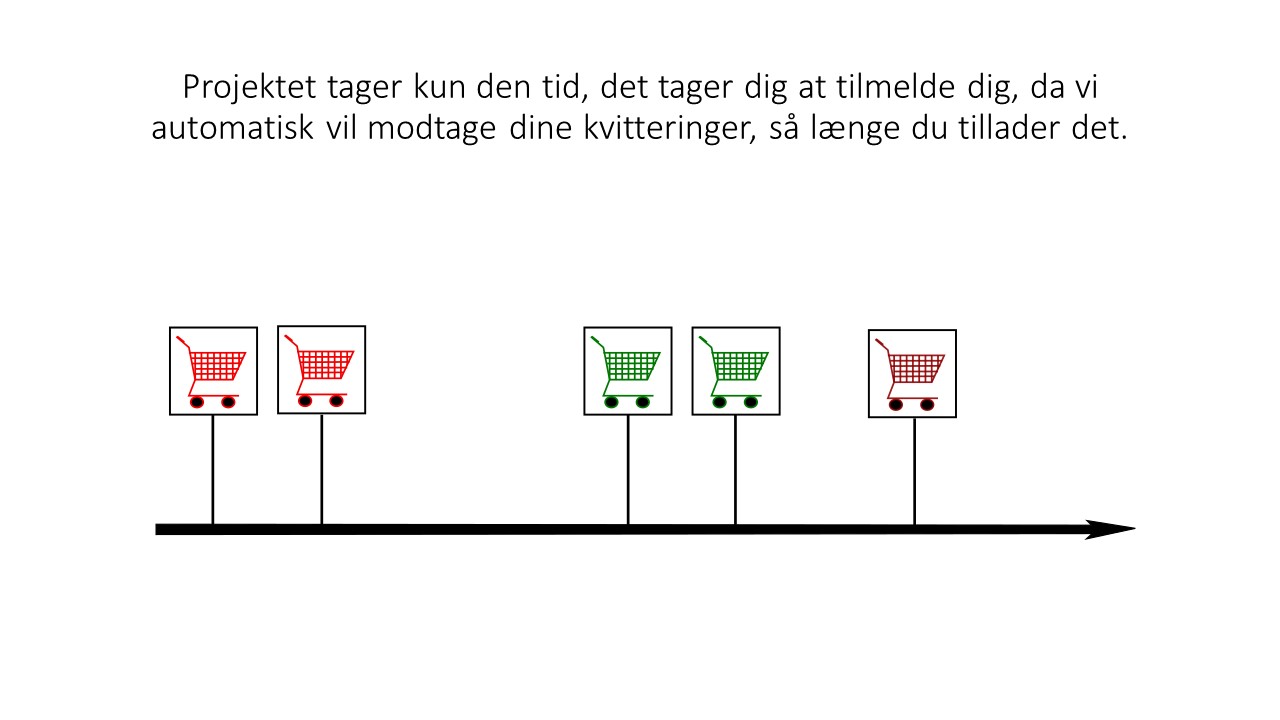 Projektet tager kun den tid, det tager dig at tilmelde dig, da vi
automatisk vil modtage dine kvitteringer, så længe du tillader det.